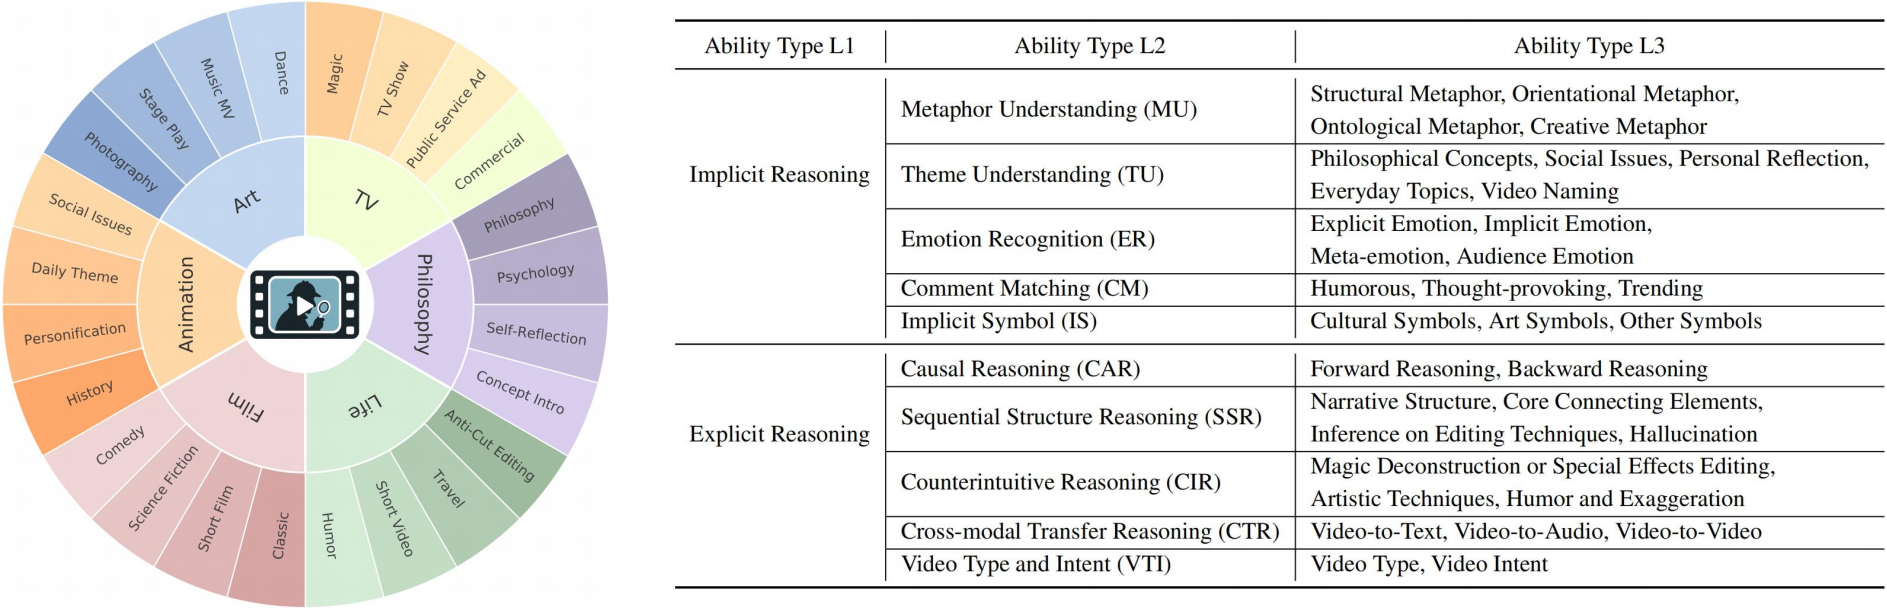 Dance
Magic
Music MV
TV Show
Stage Play
Public Service Ad
Photography
Commercial
Art
TV
Social Issues
Philosophy
Daily Theme
Psychology
Animation
Philosophy
Personification
Self-Reflection
History
Concept Intro
Film
Life
Comedy
Anti-Cut Editing
Science Fiction
Travel
Short Film
Short Video
Classic
Humor
Ability Type L1
Ability Type L2
Ability Type L3
Implicit Reasoning
Metaphor Understanding (MU)
Structural Metaphor, Orientational Metaphor,
Ontological Metaphor, Creative Metaphor
Theme Understanding (TU)
Philosophical Concepts, Social Issues, Personal Reflection,
Everyday Topics, Video Naming
Emotion Recognition (ER)
Explicit Emotion, Implicit Emotion,
Meta-emotion, Audience Emotion
Comment Matching (CM)
Humorous, Thought-provoking, Trending
Implicit Symbol (IS)
Cultural Symbols, Art Symbols, Other Symbols
Explicit Reasoning
Causal Reasoning (CAR)
Forward Reasoning, Backward Reasoning
Sequential Structure Reasoning (SSR)
Narrative Structure, Core Connecting Elements,
Inference on Editing Techniques, Hallucination
Counterintuitive Reasoning (CIR)
Magic Deconstruction or Special Effects Editing,
Artistic Techniques, Humor and Exaggeration
Cross-modal Transfer Reasoning (CTR)
Video-to-Text, Video-to-Audio, Video-to-Video
Video Type and Intent (VTI)
Video Type, Video Intent